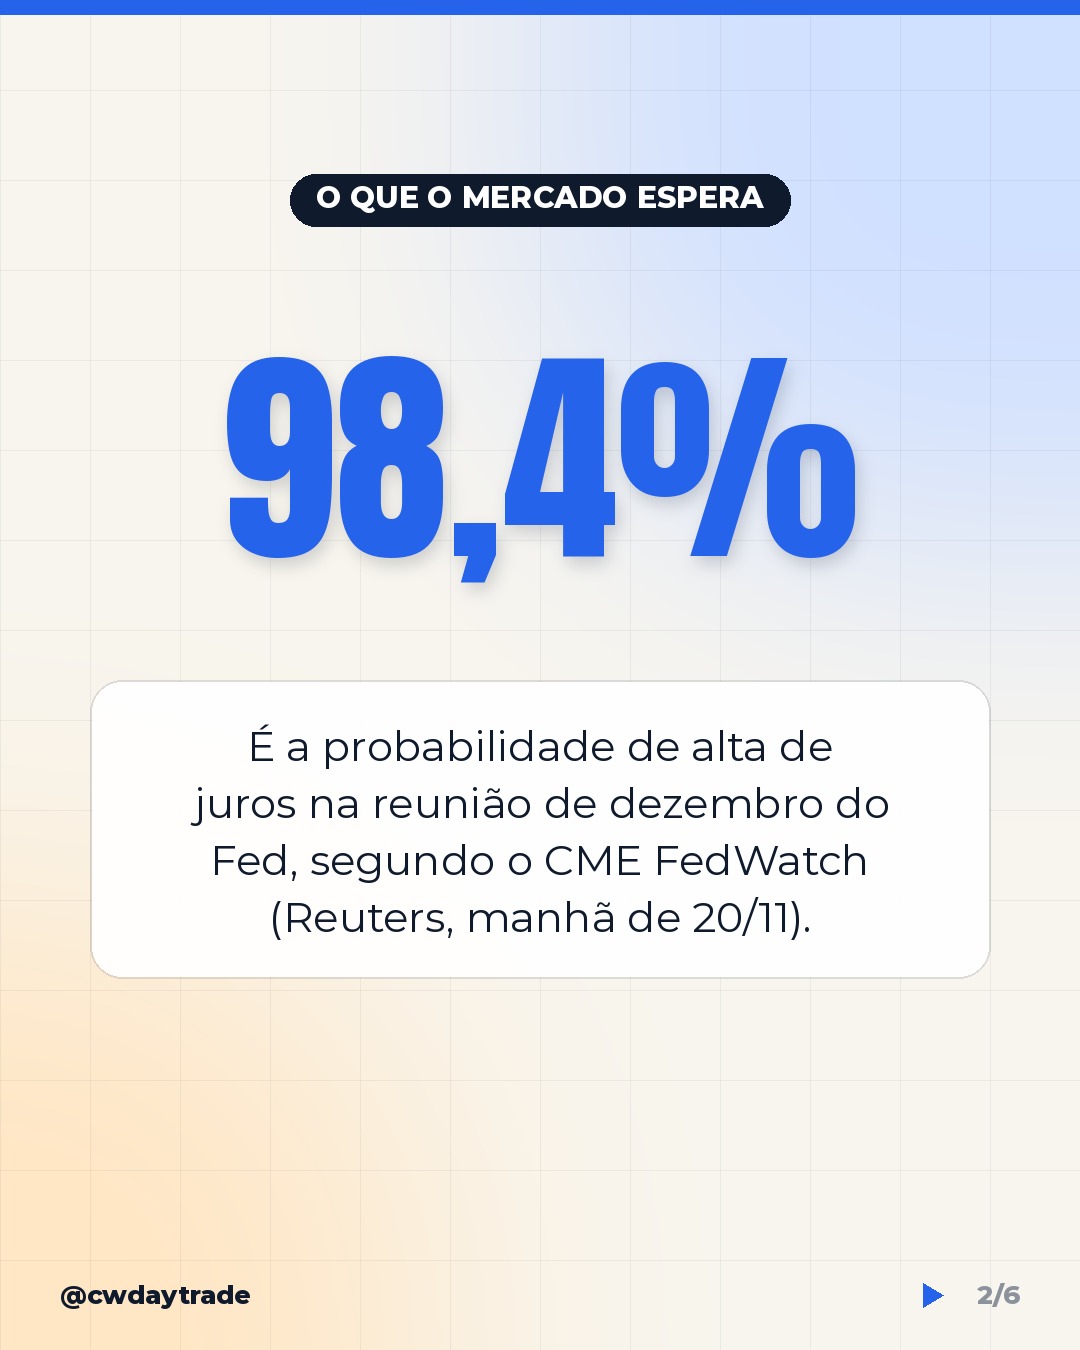 O QUE O MERCADO ESPERA
98,4%
É a probabilidade de alta de
juros na reunião de dezembro do
Fed, segundo o CME FedWatch
(Reuters, manhã de 20/11).
@cwdaytrade
2/6